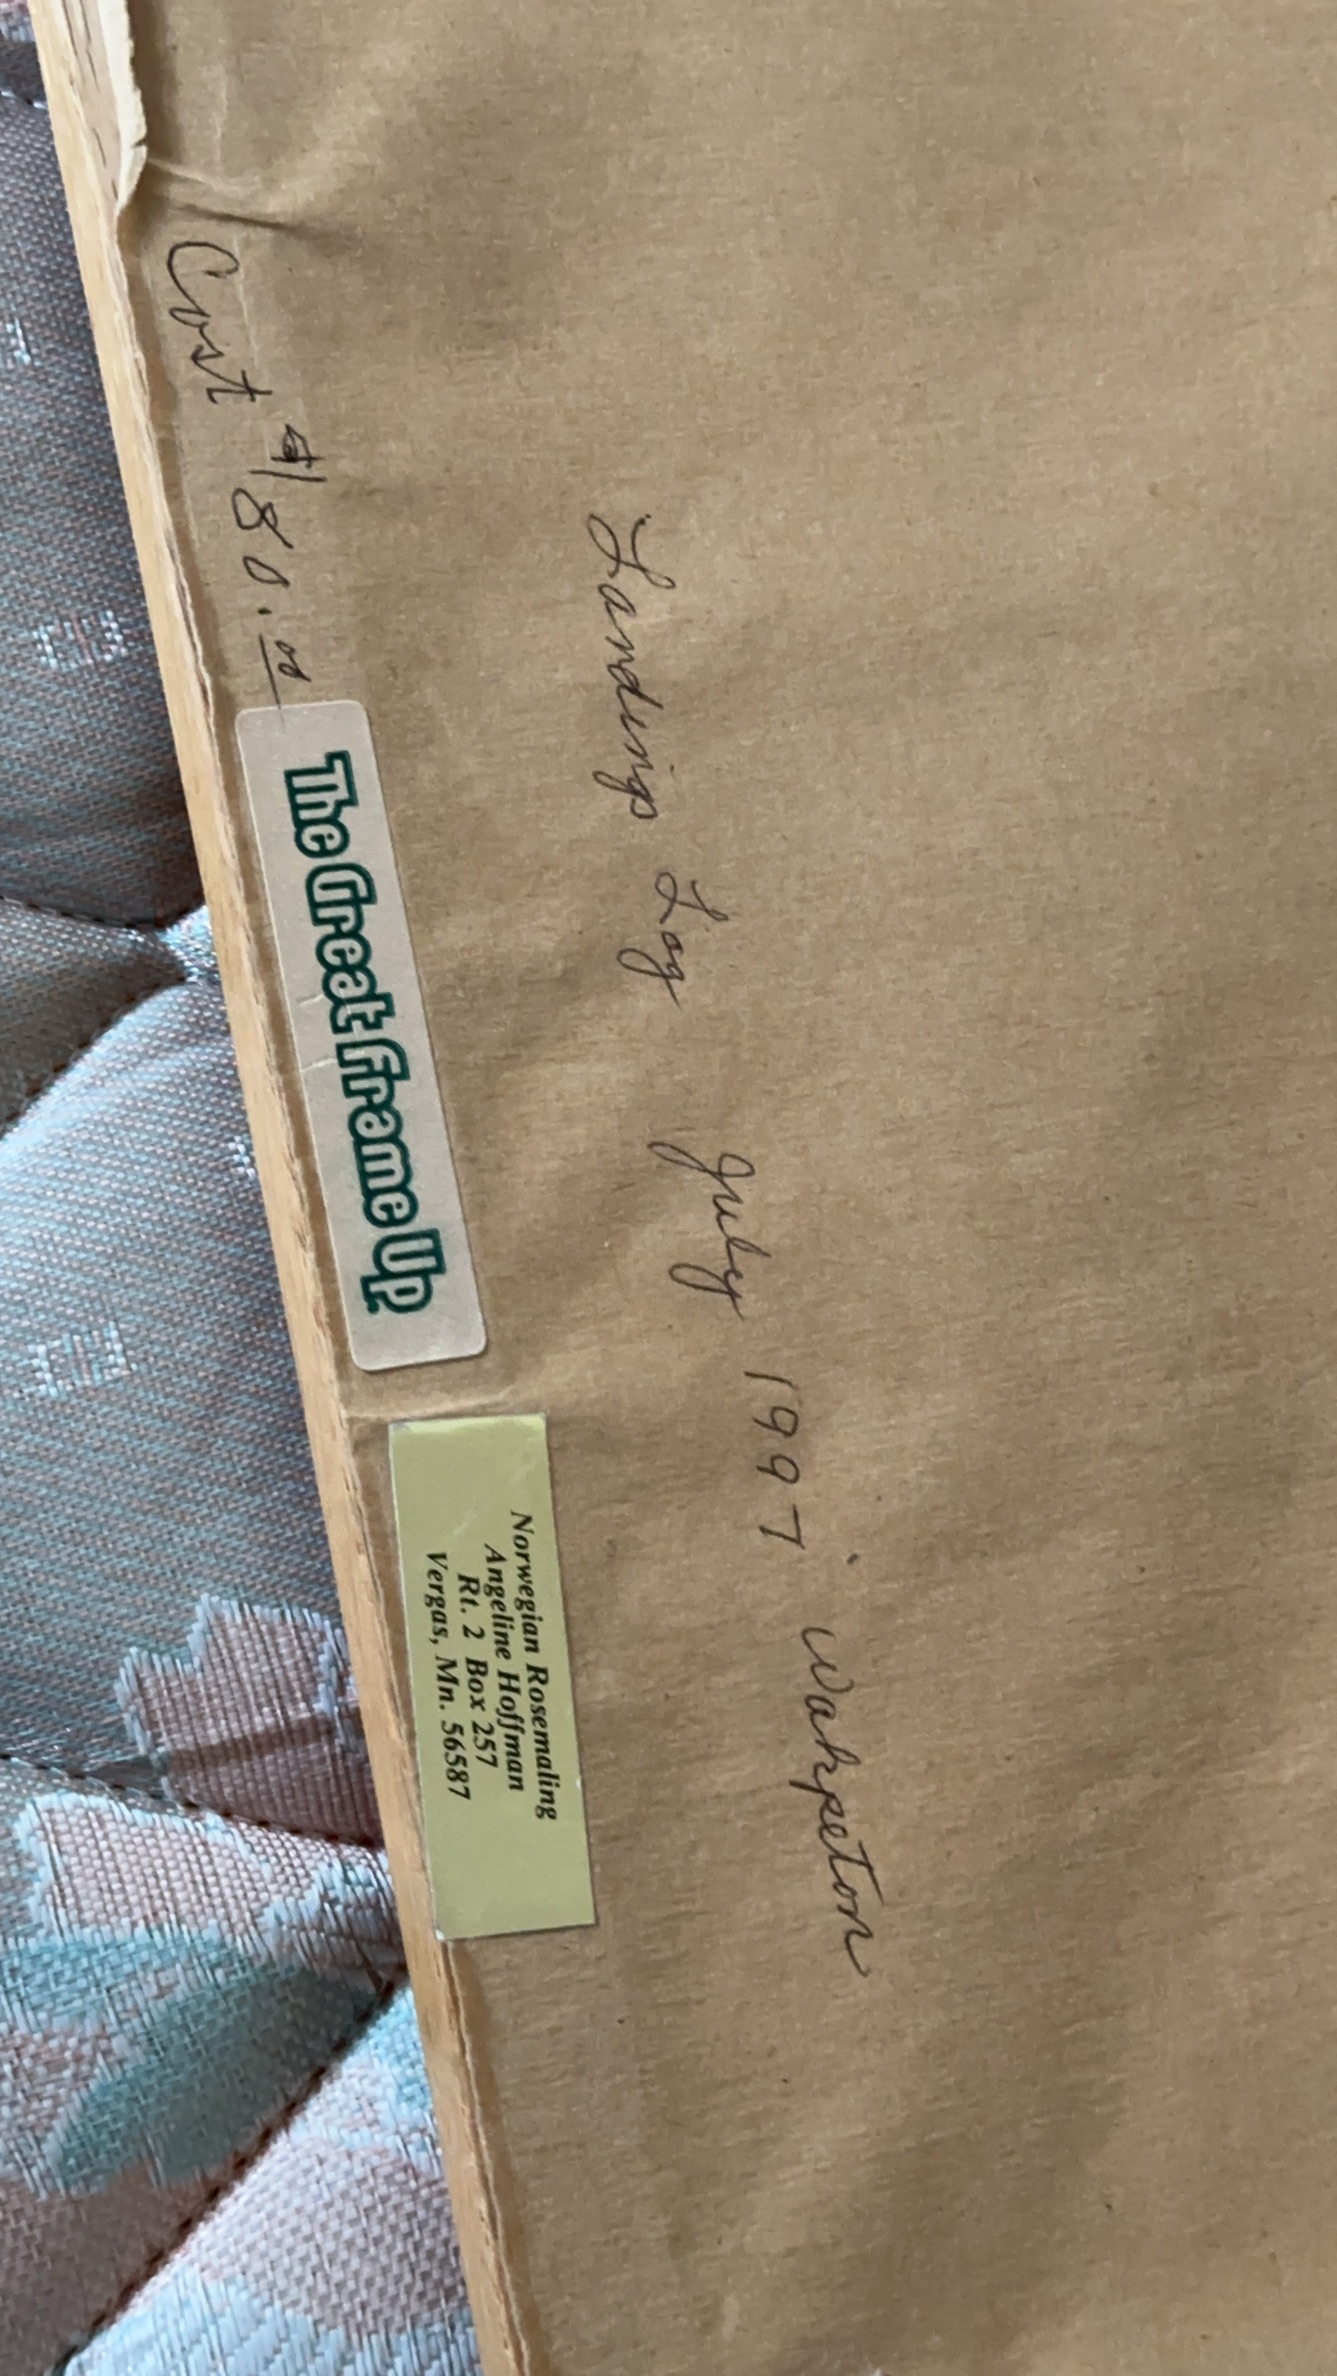 Landings Log July 1997 Wahpeton
Cost $180.00
The Great Frame Up
Norwegian Rosemaling
Angeline Hoffman
Rt. 2 Box 257
Vergas, Mn. 56587